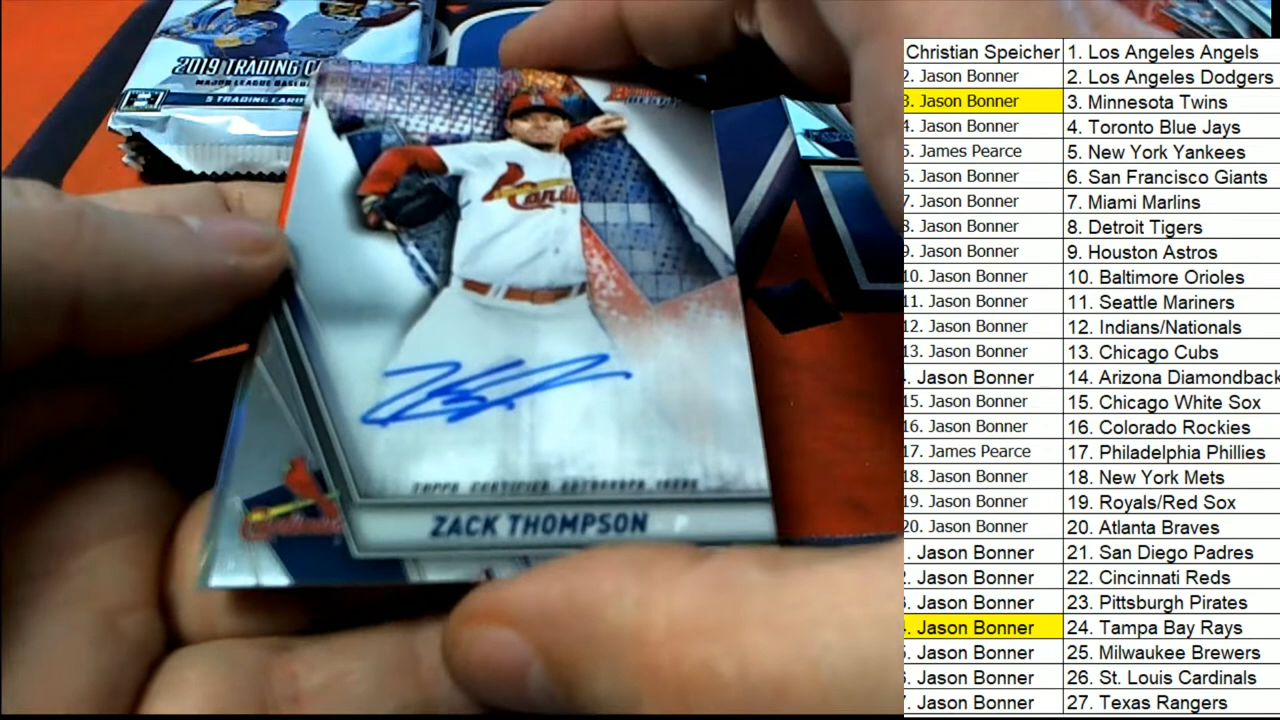 2019 TRADING C
MAJOR LEAGUE BASEB
5 TRADING CARD
Cardin
TOPPS CERTIFIED AUTOGRAPH ISSUE
ZACK THOMPSON
Cardinals
Christian Speicher 1. Los Angeles Angels
2. Jason Bonner 2. Los Angeles Dodgers
3. Jason Bonner 3. Minnesota Twins
4. Jason Bonner 4. Toronto Blue Jays
5. James Pearce 5. New York Yankees
6. Jason Bonner 6. San Francisco Giants
7. Jason Bonner 7. Miami Marlins
8. Jason Bonner 8. Detroit Tigers
9. Jason Bonner 9. Houston Astros
10. Jason Bonner 10. Baltimore Orioles
11. Jason Bonner 11. Seattle Mariners
12. Jason Bonner 12. Indians/Nationals
13. Jason Bonner 13. Chicago Cubs
. Jason Bonner 14. Arizona Diamondback
15. Jason Bonner 15. Chicago White Sox
16. Jason Bonner 16. Colorado Rockies
17. James Pearce 17. Philadelphia Phillies
18. Jason Bonner 18. New York Mets
19. Jason Bonner 19. Royals/Red Sox
20. Jason Bonner 20. Atlanta Braves
. Jason Bonner 21. San Diego Padres
. Jason Bonner 22. Cincinnati Reds
. Jason Bonner 23. Pittsburgh Pirates
. Jason Bonner 24. Tampa Bay Rays
. Jason Bonner 25. Milwaukee Brewers
. Jason Bonner 26. St. Louis Cardinals
. Jason Bonner 27. Texas Rangers